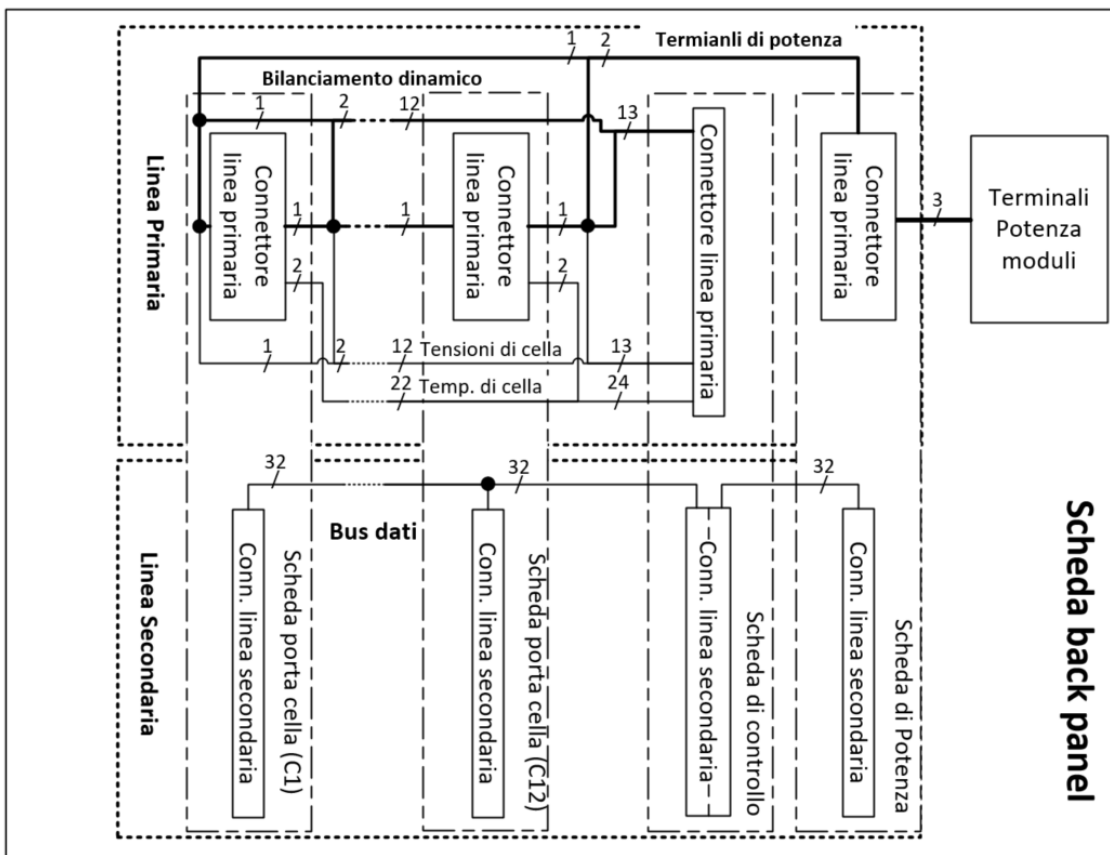 1
2
Termianli di potenza
Bilanciamento dinamico
1
2
12
13
Linea Primaria
Connettore
linea primaria
Connettore
linea primaria
Connettore linea primaria
Connettore
linea primaria
Terminali
Potenza
moduli
3
1
1
1
2
2
1
2
12
Tensioni di cella
13
22
Temp. di cella
24
32
32
32
Bus dati
Linea Secondaria
Conn. linea secondaria
Scheda porta cella (C1)
Conn. linea secondaria
Scheda porta cella (C12)
Conn. linea secondaria
Scheda di controllo
Conn. linea secondaria
Scheda di Potenza
Scheda back panel